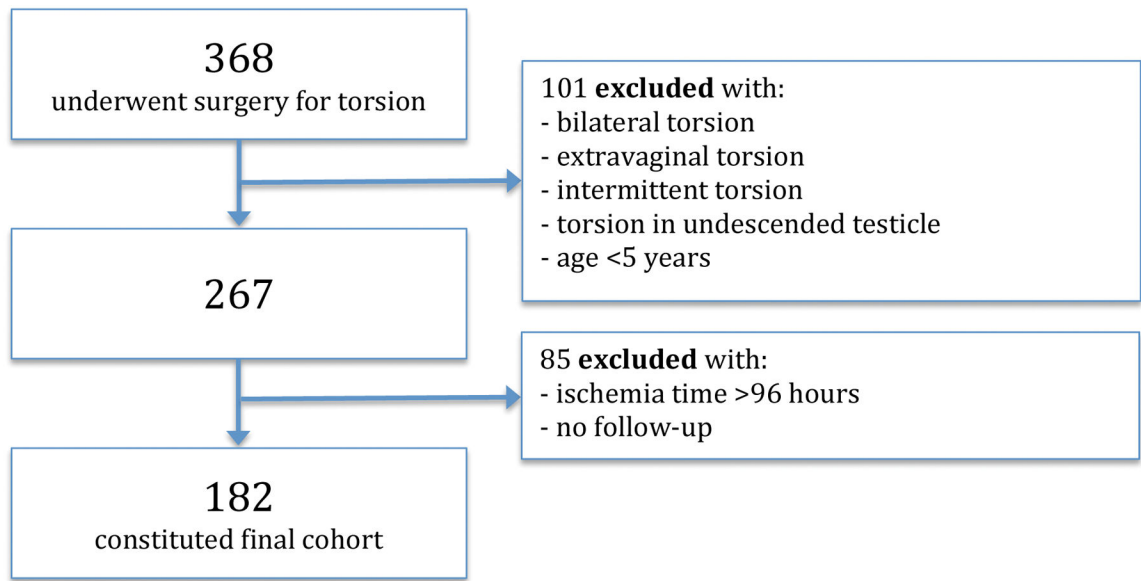 368
underwent surgery for torsion
101 excluded with:
- bilateral torsion
- extravaginal torsion
- intermittent torsion
- torsion in undescended testicle
- age <5 years
267
85 excluded with:
- ischemia time >96 hours
- no follow-up
182
constituted final cohort